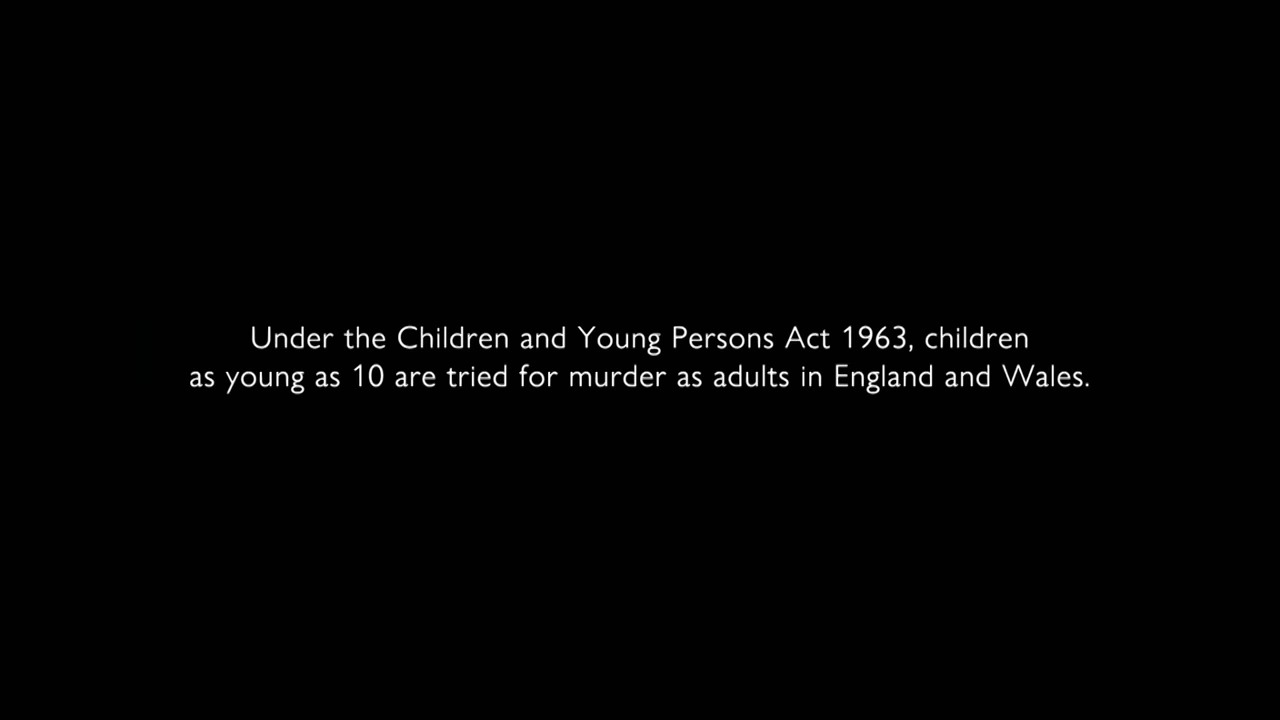 Under the Children and Young Persons Act 1963, children
as young as 10 are tried for murder as adults in England and Wales.